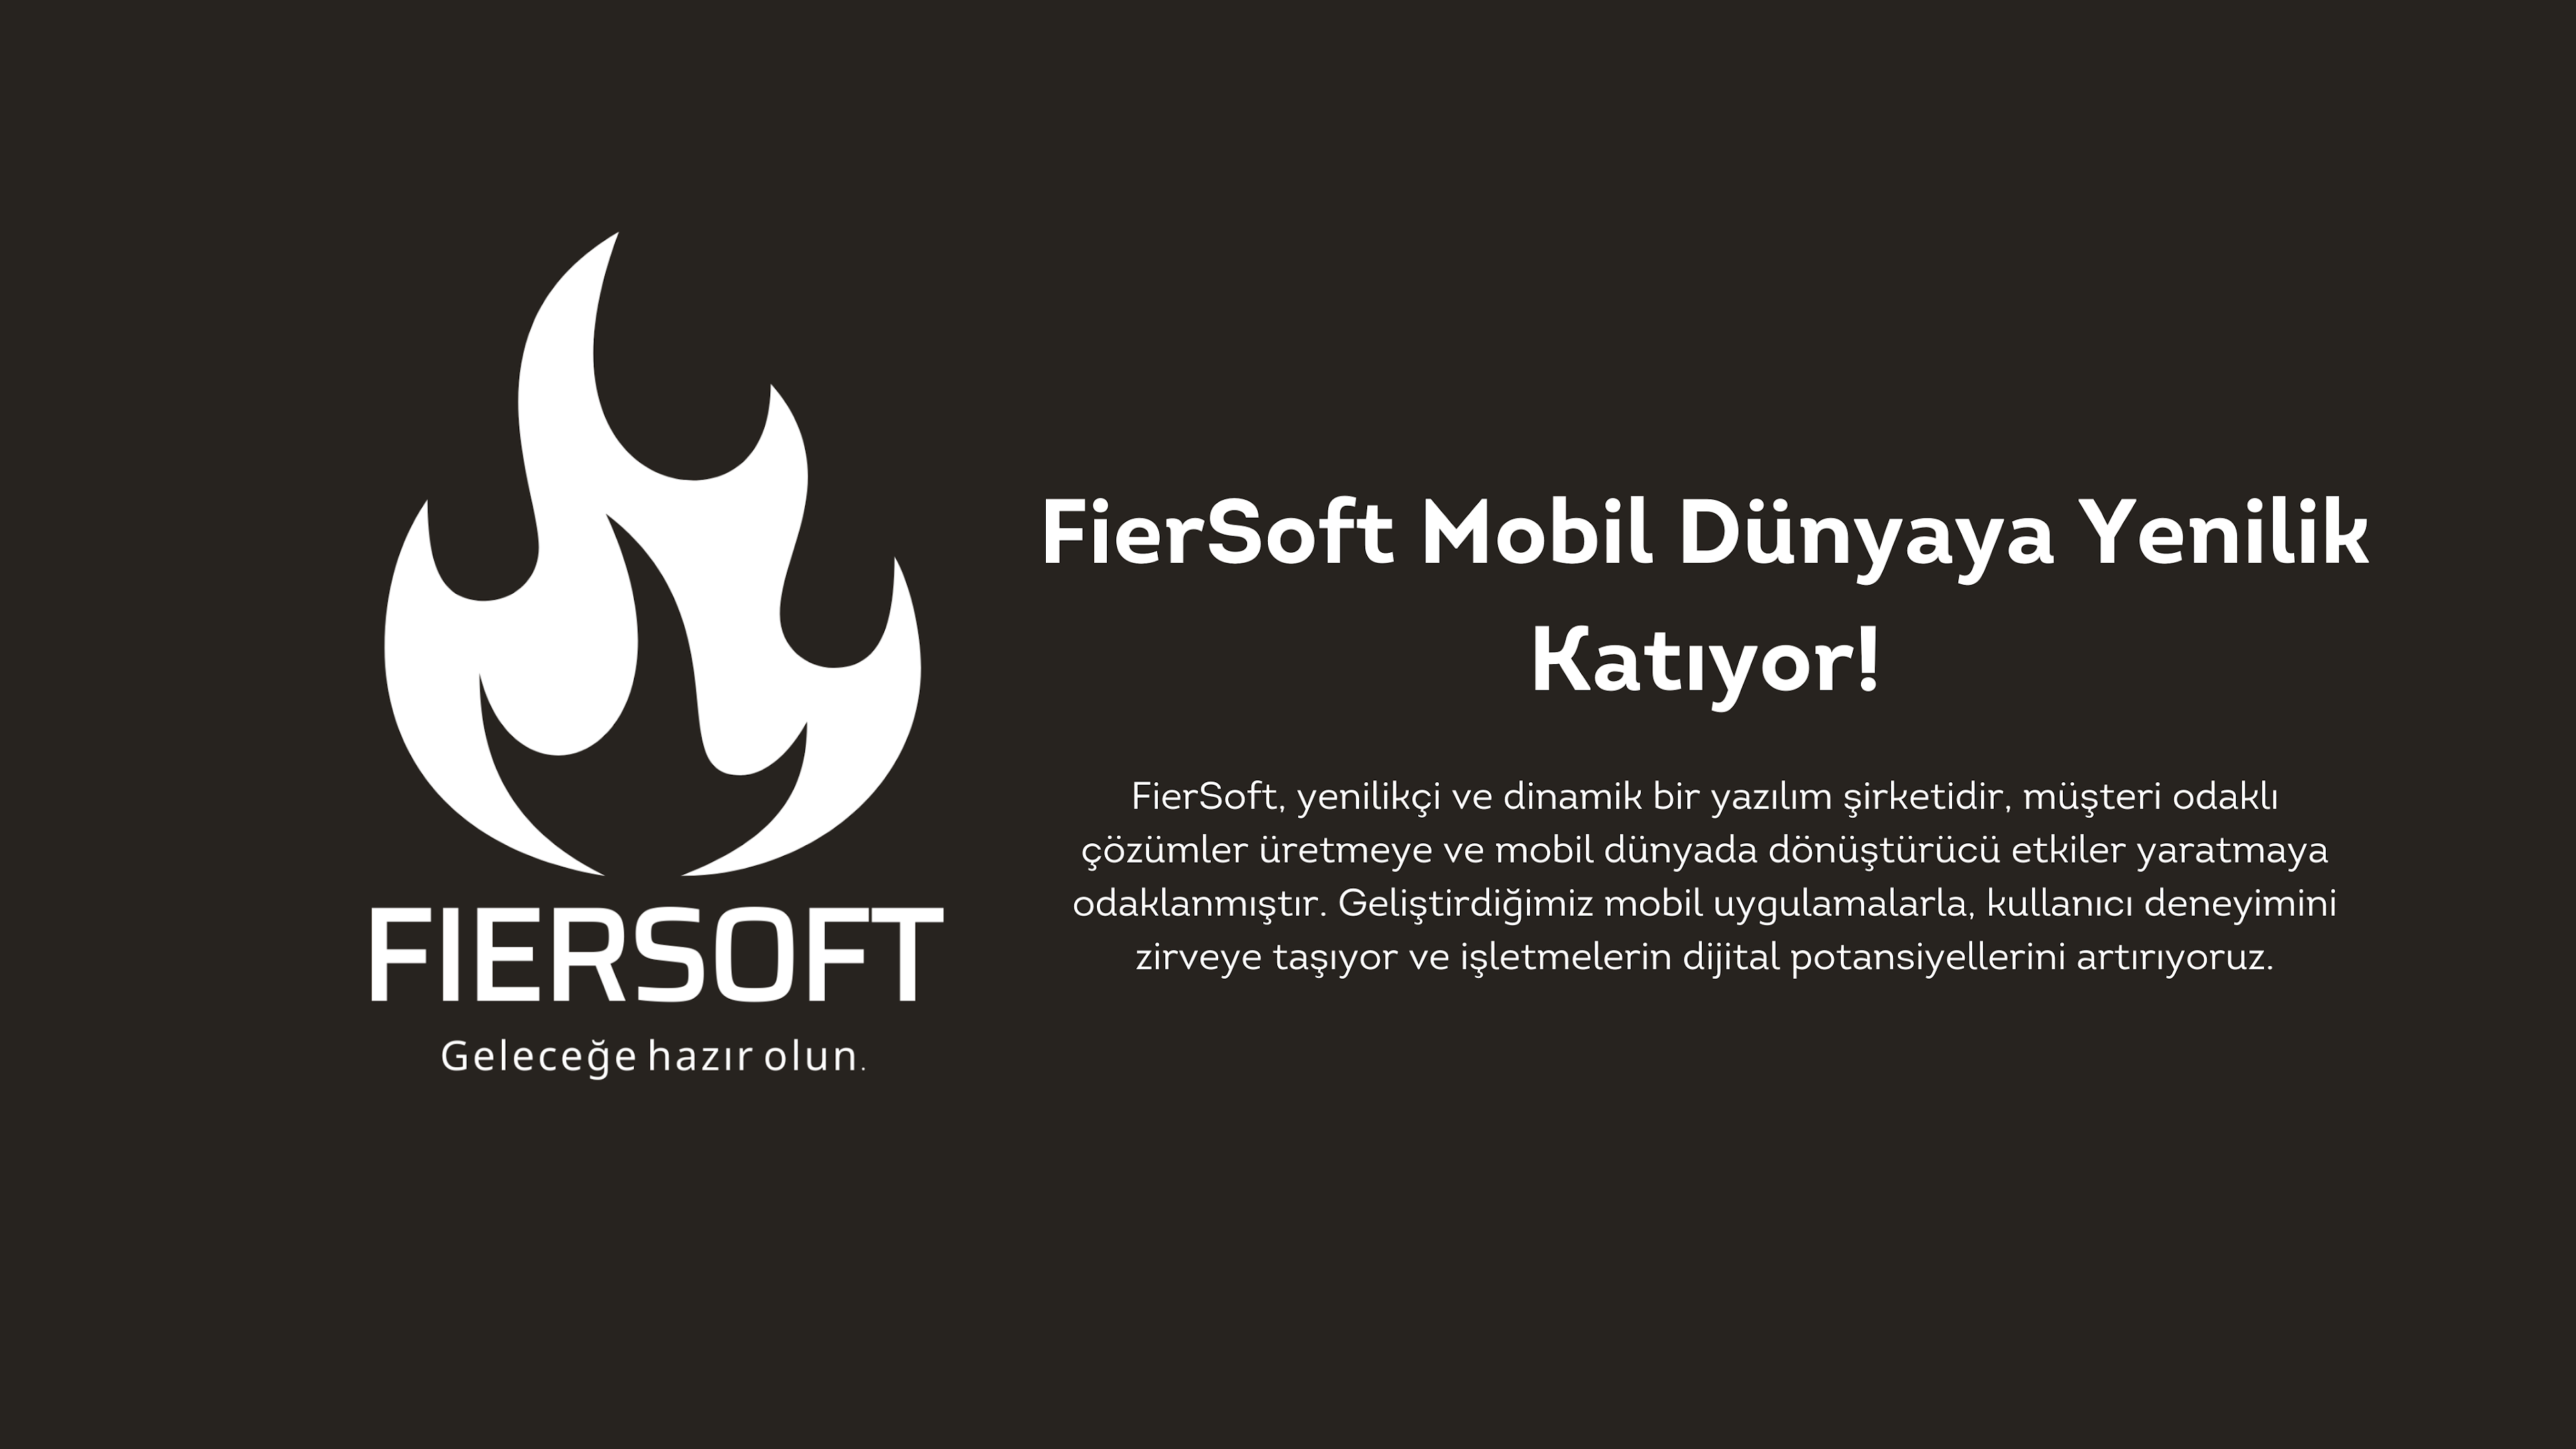 FIERSOFT
Geleceğe hazır olun.
FierSoft Mobil Dünyaya Yenilik
Katıyor!
FierSoft, yenilikçi ve dinamik bir yazılım şirketidir, müşteri odaklı
çözümler üretmeye ve mobil dünyada dönüştürücü etkiler yaratmaya
odaklanmıştır. Geliştirdiğimiz mobil uygulamalarla, kullanıcı deneyimini
zirveye taşıyor ve işletmelerin dijital potansiyellerini artırıyoruz.